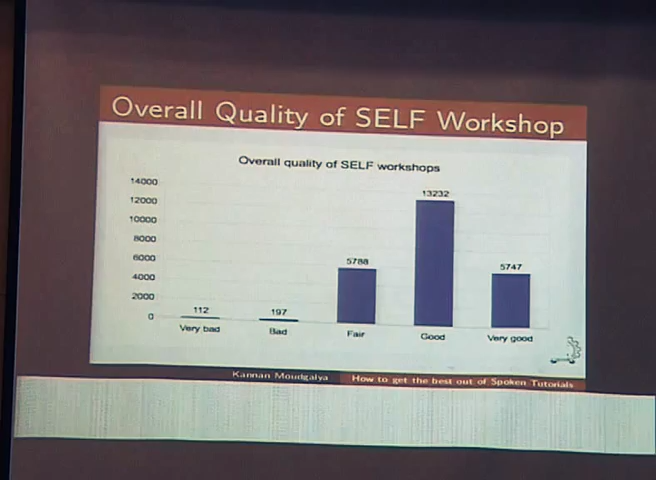 Overall Quality of SELF Workshop
Overall quality of SELF workshops
14000
12000
10000
8000
6000
4000
2000
0
112
197
5788
13232
5747
Very bad
Bad
Fair
Good
Very good
Kannan Moudgalya
How to get the best out of Spoken Tutorials